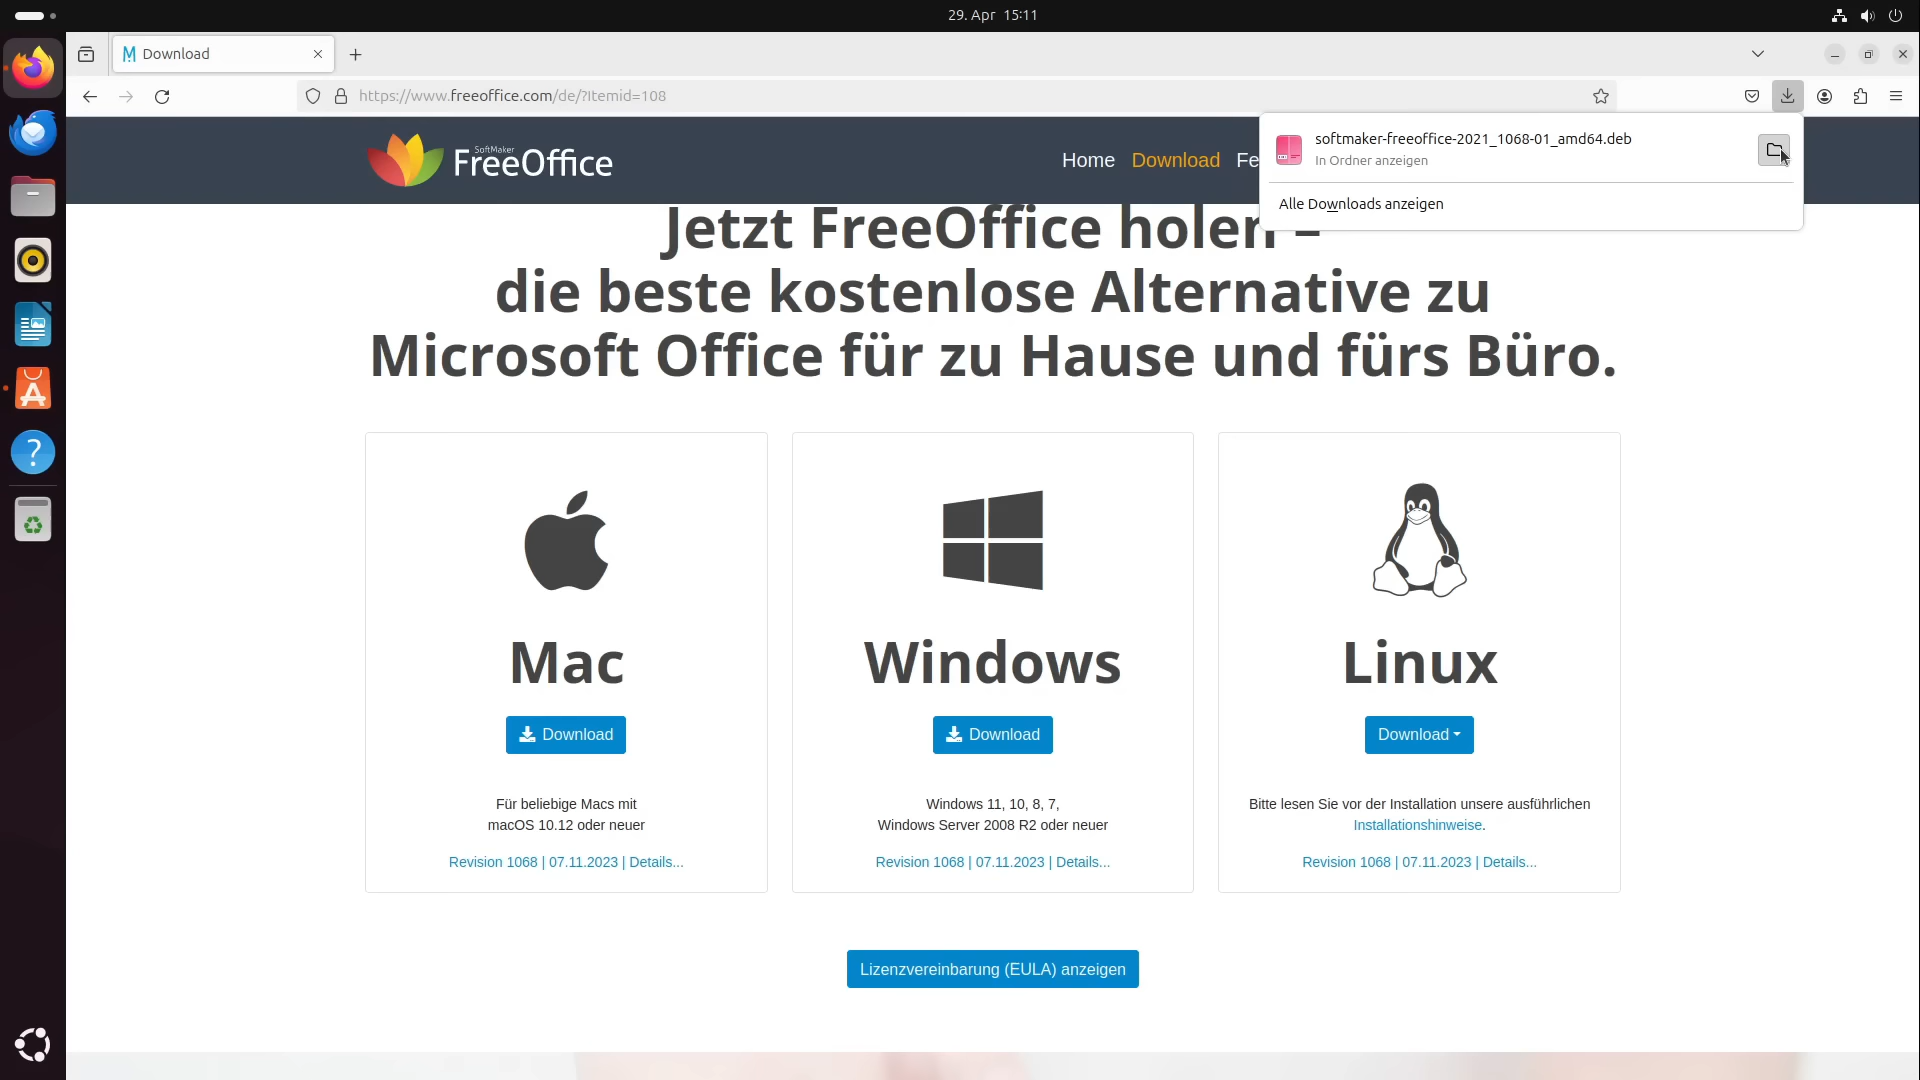 29. Apr 15:11
Download
https://www.freeoffice.com/de/?Itemid=108
softmaker-freeoffice-2021_1068-01_amd64.deb
In Ordner anzeigen
Alle Downloads anzeigen
SoftMaker
FreeOffice
Home Download Fe
Jetzt FreeOffice holen –
die beste kostenlose Alternative zu
Microsoft Office für zu Hause und fürs Büro.
Mac
Download
Für beliebige Macs mit
macOS 10.12 oder neuer
Revision 1068 | 07.11.2023 | Details...
Windows
Download
Windows 11, 10, 8, 7,
Windows Server 2008 R2 oder neuer
Revision 1068 | 07.11.2023 | Details...
Linux
Download
Bitte lesen Sie vor der Installation unsere ausführlichen
Installationshinweise.
Revision 1068 | 07.11.2023 | Details...
Lizenzvereinbarung (EULA) anzeigen